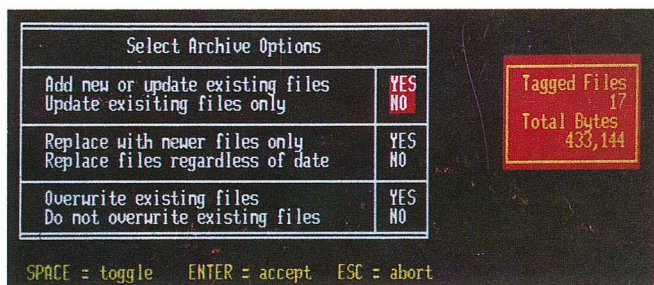 Select Archive Options
Add new or update existing files YES
Update exisiting files only NO
Replace with newer files only YES
Replace files regardless of date NO
Overwrite existing files YES
Do not overwrite existing files NO
Tagged Files
17
Total Bytes
433,144
SPACE = toggle ENTER = accept ESC = abort